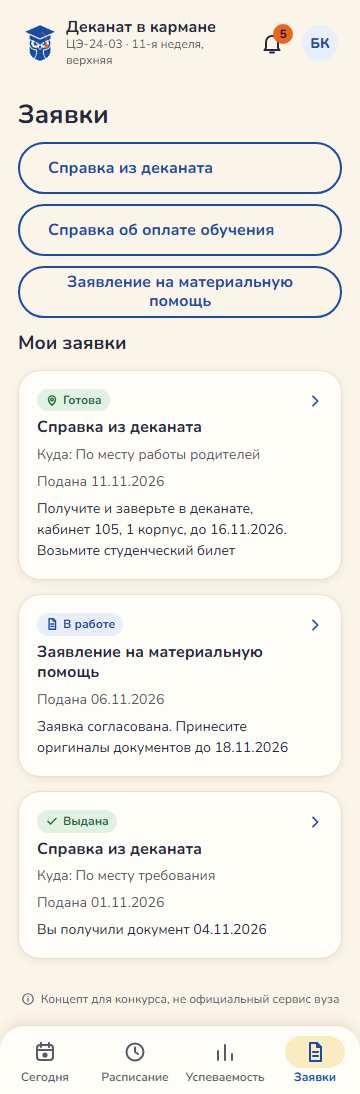 Деканат в кармане
ЦЭ-24-03 · 11-я неделя,
верхняя
5
БК
Заявки
Справка из деканата
Справка об оплате обучения
Заявление на материальную
помощь
Мои заявки
Готова
Справка из деканата
Куда: По месту работы родителей
Подана 11.11.2026
Получите и заверьте в деканате,
кабинет 105, 1 корпус, до 16.11.2026.
Возьмите студенческий билет
В работе
Заявление на материальную
помощь
Подана 06.11.2026
Заявка согласована. Принесите
оригиналы документов до 18.11.2026
Выдана
Справка из деканата
Куда: По месту требования
Подана 01.11.2026
Вы получили документ 04.11.2026
Концепт для конкурса, не официальный сервис вуза
Сегодня
Расписание
Успеваемость
Заявки